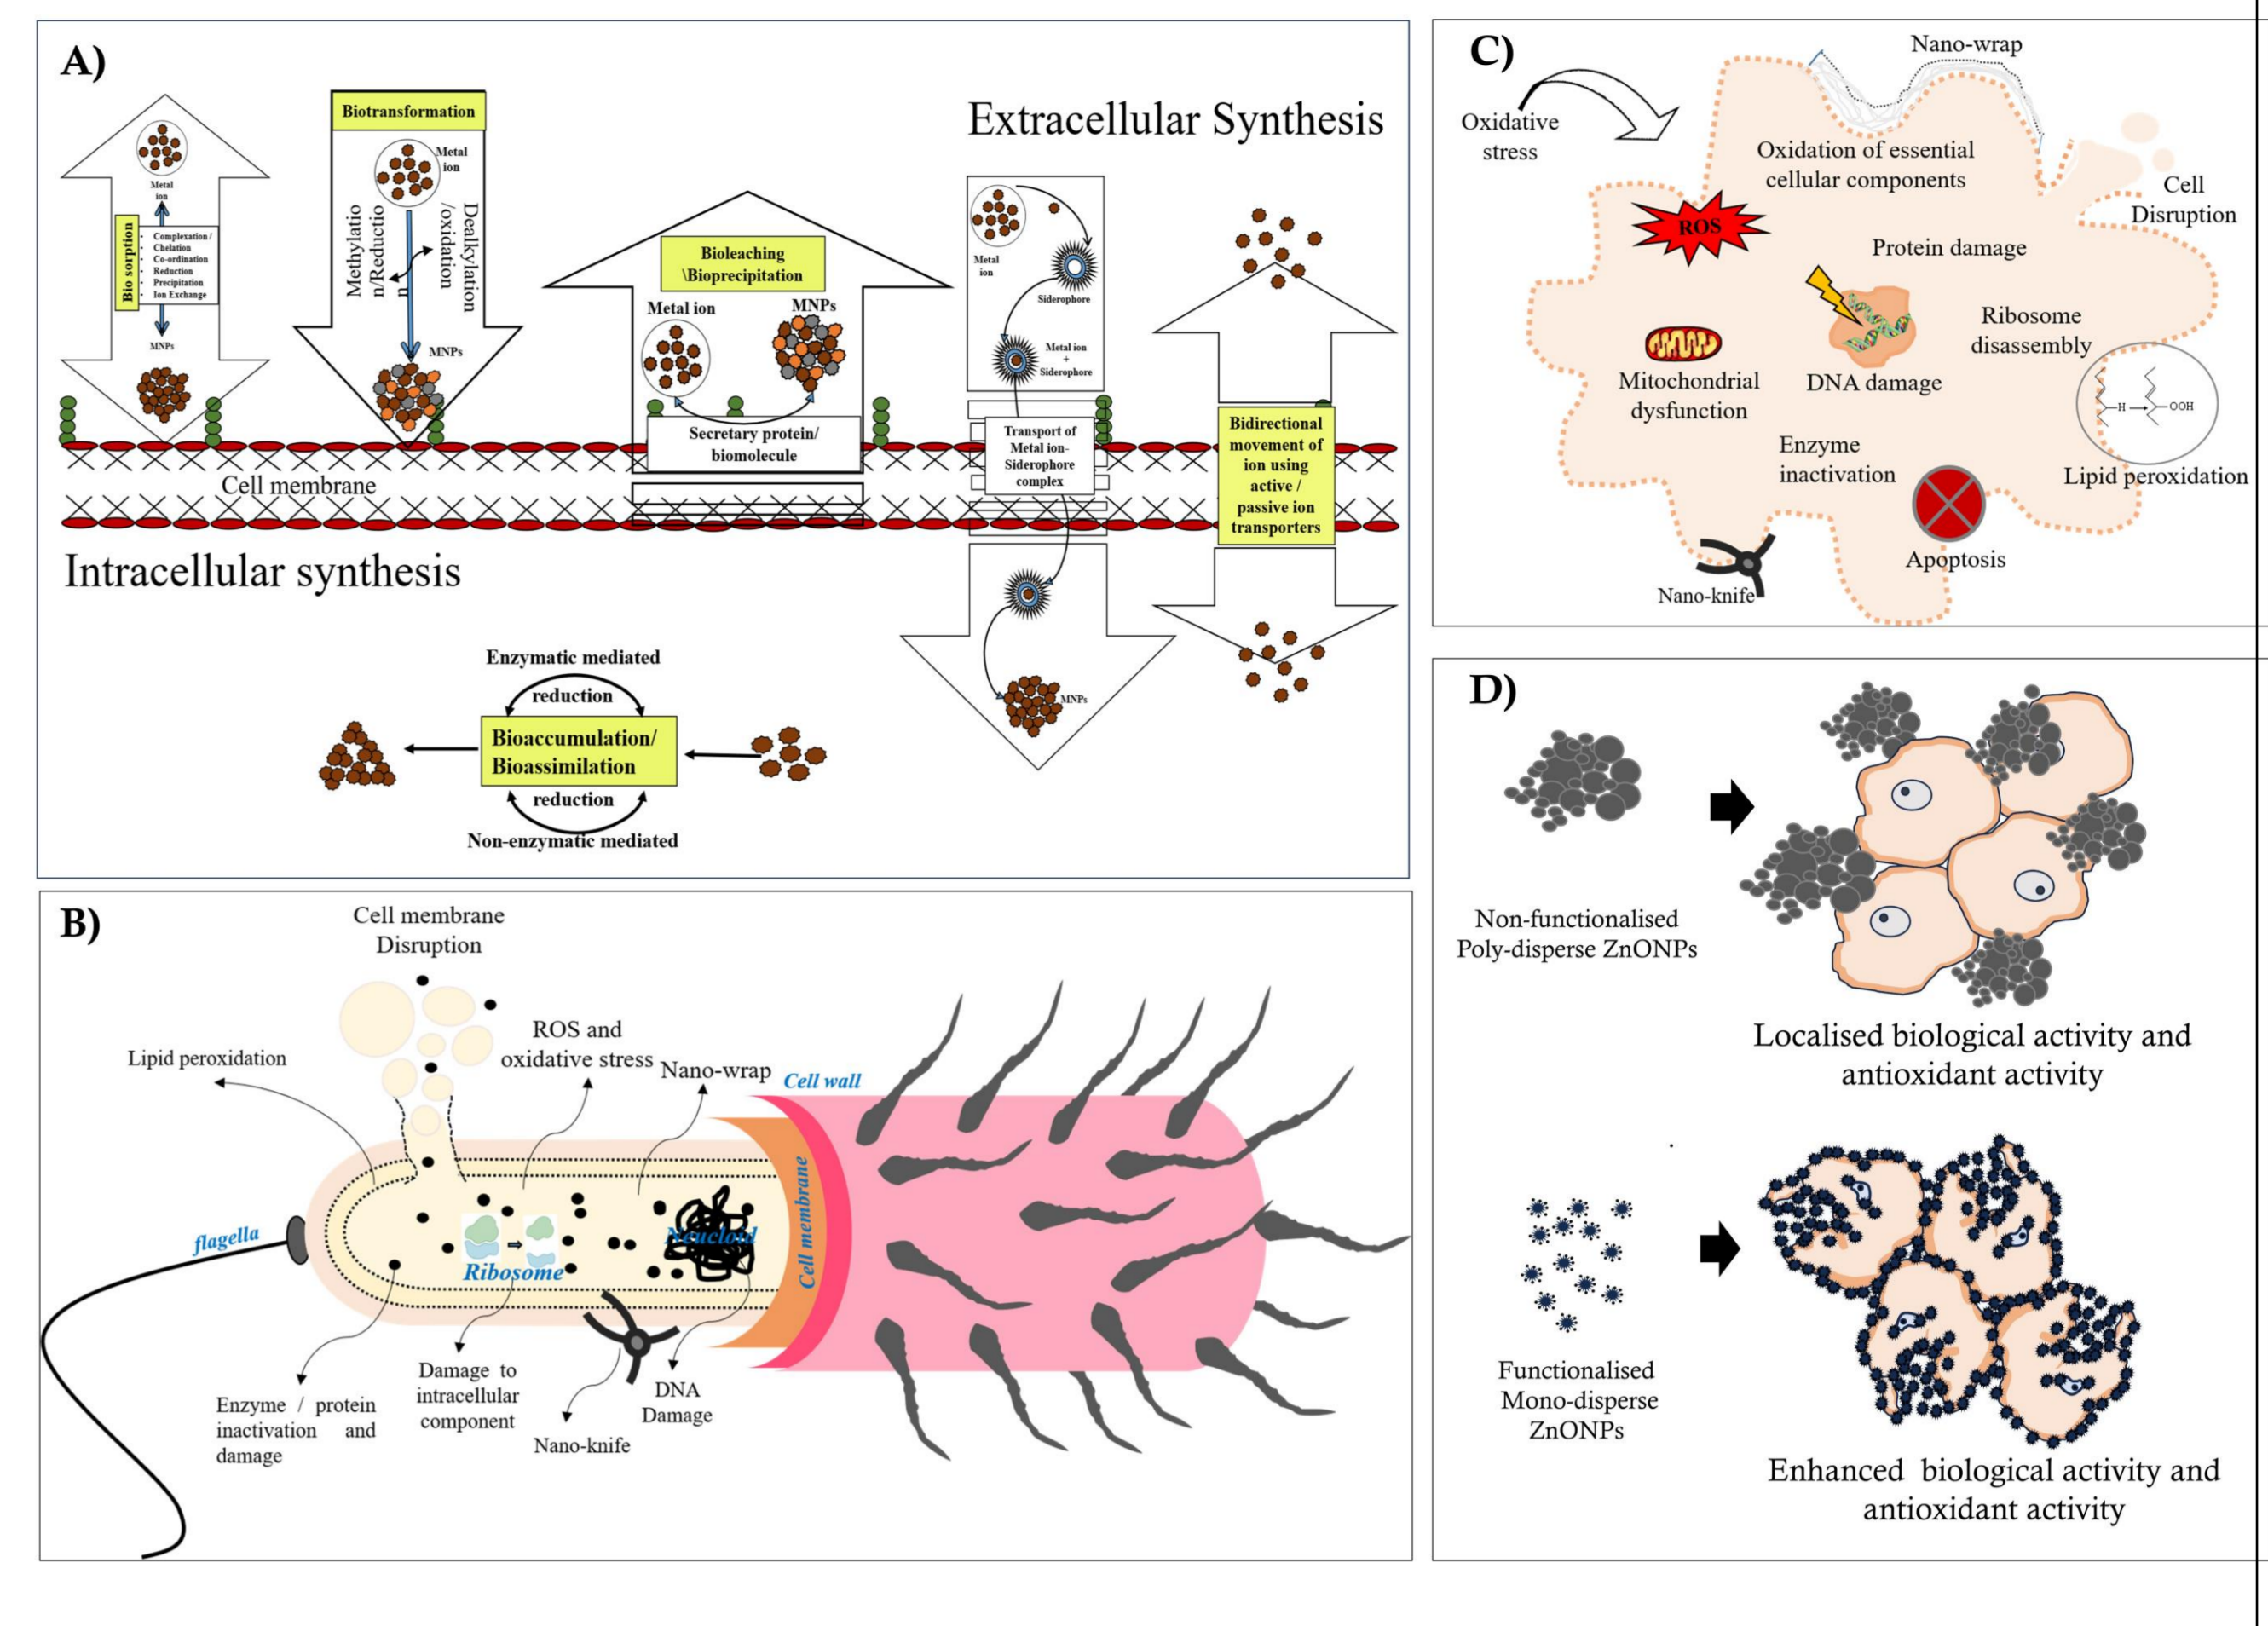 A)
Extracellular Synthesis
Metal
ion
Bio sorption
• Complexation /
• Chelation
• Co-ordination
• Reduction
• Precipitation
• Ion Exchange
MNPs
Biotransformation
Metal
ion
Methylatio
n/Reductio
n
Dealkylation
/oxidation
MNPs
Bioleaching
\Bioprecipitation
Metal ion
MNPs
Secretary protein/
biomolecule
Metal
ion
Siderophore
Metal ion
+
Siderophore
Transport of
Metal ion-
Siderophore
complex
MNPs
Bidirectional
movement of
ion using
active /
passive ion
transporters
Cell membrane
Intracellular synthesis
Enzymatic mediated
reduction
Bioaccumulation/
Bioassimilation
reduction
Non-enzymatic mediated
B)
Cell membrane
Disruption
Lipid peroxidation
ROS and
oxidative stress
Nano-wrap
Cell wall
Cell membrane
flagella
Ribosome
Neucloid
Enzyme / protein
inactivation and
damage
Damage to
intracellular
component
Nano-knife
DNA
Damage
C)
Nano-wrap
Oxidative
stress
Oxidation of essential
cellular components
Cell
Disruption
ROS
Protein damage
Ribosome
disassembly
Mitochondrial
dysfunction
DNA damage
H
OOH
Enzyme
inactivation
Lipid peroxidation
Apoptosis
Nano-knife
D)
Non-functionalised
Poly-disperse ZnONPs
Localised biological activity and
antioxidant activity
Functionalised
Mono-disperse
ZnONPs
Enhanced biological activity and
antioxidant activity